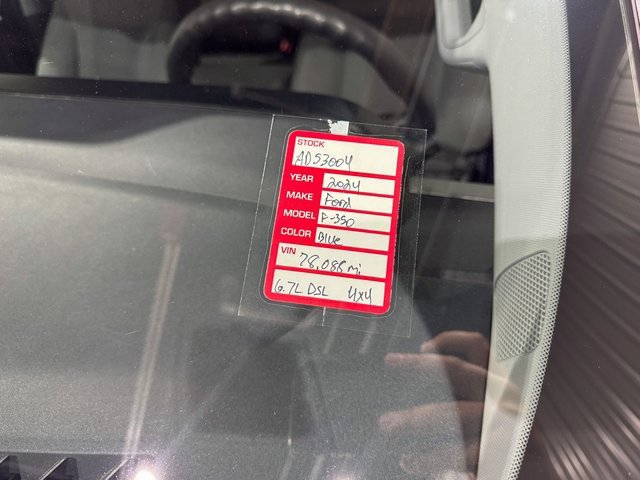 STOCK
AD53004
YEAR 2024
MAKE Ford
MODEL F-350
COLOR Blue
VIN 78,088 mi
6.7L DSL 4x4